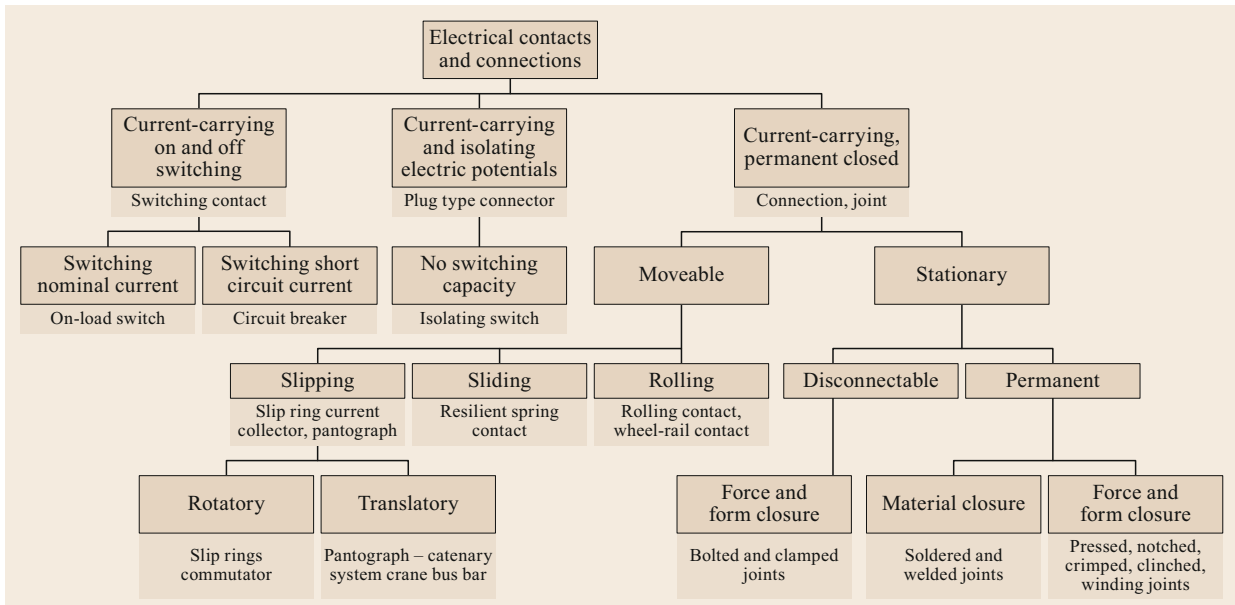 Electrical contacts
and connections
Current-carrying
on and off
switching
Switching contact
Current-carrying
and isolating
electric potentials
Plug type connector
Current-carrying,
permanent closed
Connection, joint
Switching
nominal current
On-load switch
Switching short
circuit current
Circuit breaker
No switching
capacity
Isolating switch
Moveable
Stationary
Slipping
Slip ring current
collector, pantograph
Sliding
Resilient spring
contact
Rolling
Rolling contact,
wheel-rail contact
Disconnectable
Permanent
Rotatory
Slip rings
commutator
Translatory
Pantograph – catenary
system crane bus bar
Force and
form closure
Bolted and clamped
joints
Material closure
Soldered and
welded joints
Force and
form closure
Pressed, notched,
crimped, clinched,
winding joints